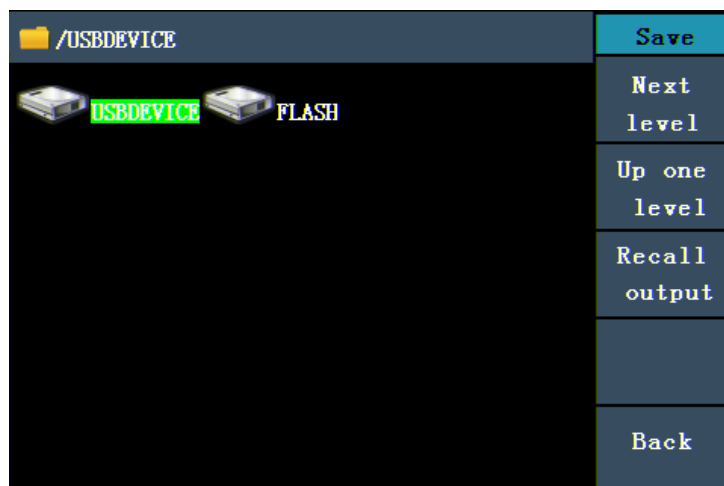 /USBDEVICE
USBDEVICE FLASH
Save
Next
level
Up one
level
Recall
output
Back